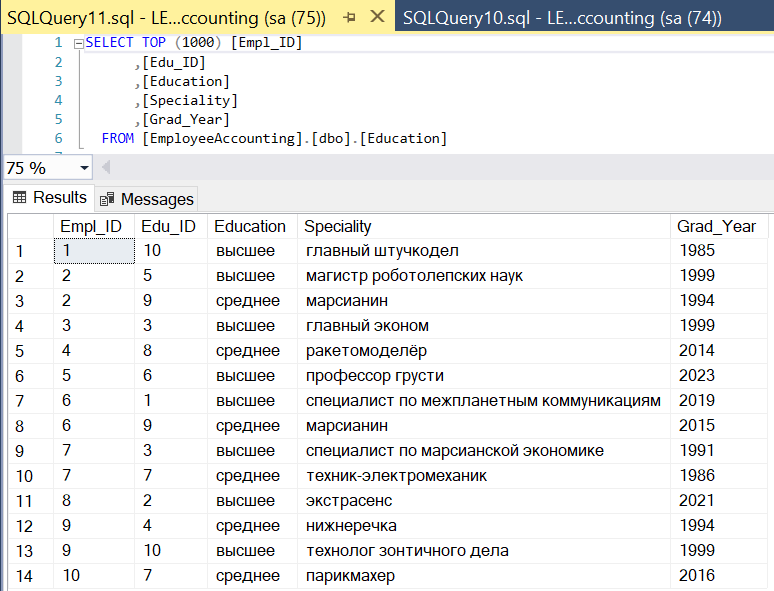 SQLQuery11.sql - LE...ccounting (sa (75)) SQLQuery10.sql - LE...ccounting (sa (74))
1 SELECT TOP (1000) [Empl_ID]
2 ,[Edu_ID]
3 ,[Education]
4 ,[Speciality]
5 ,[Grad_Year]
6 FROM [EmployeeAccounting].[dbo].[Education]
75 %
Results Messages
Empl_ID Edu_ID Education Speciality Grad_Year
1 1 10 высшее главный штучкодел 1985
2 2 5 высшее магистр роботолепских наук 1999
3 2 9 среднее марсианин 1994
4 3 3 высшее главный эконом 1999
5 4 8 среднее ракетомоделёр 2014
6 5 6 высшее профессор грусти 2023
7 6 1 высшее специалист по межпланетным коммуникациям 2019
8 6 9 среднее марсианин 2015
9 7 3 высшее специалист по марсианской экономике 1991
10 7 7 среднее техник-электромеханик 1986
11 8 2 высшее экстрасенс 2021
12 9 4 среднее нижнеречка 1994
13 9 10 высшее технолог зонтичного дела 1999
14 10 7 среднее парикмахер 2016